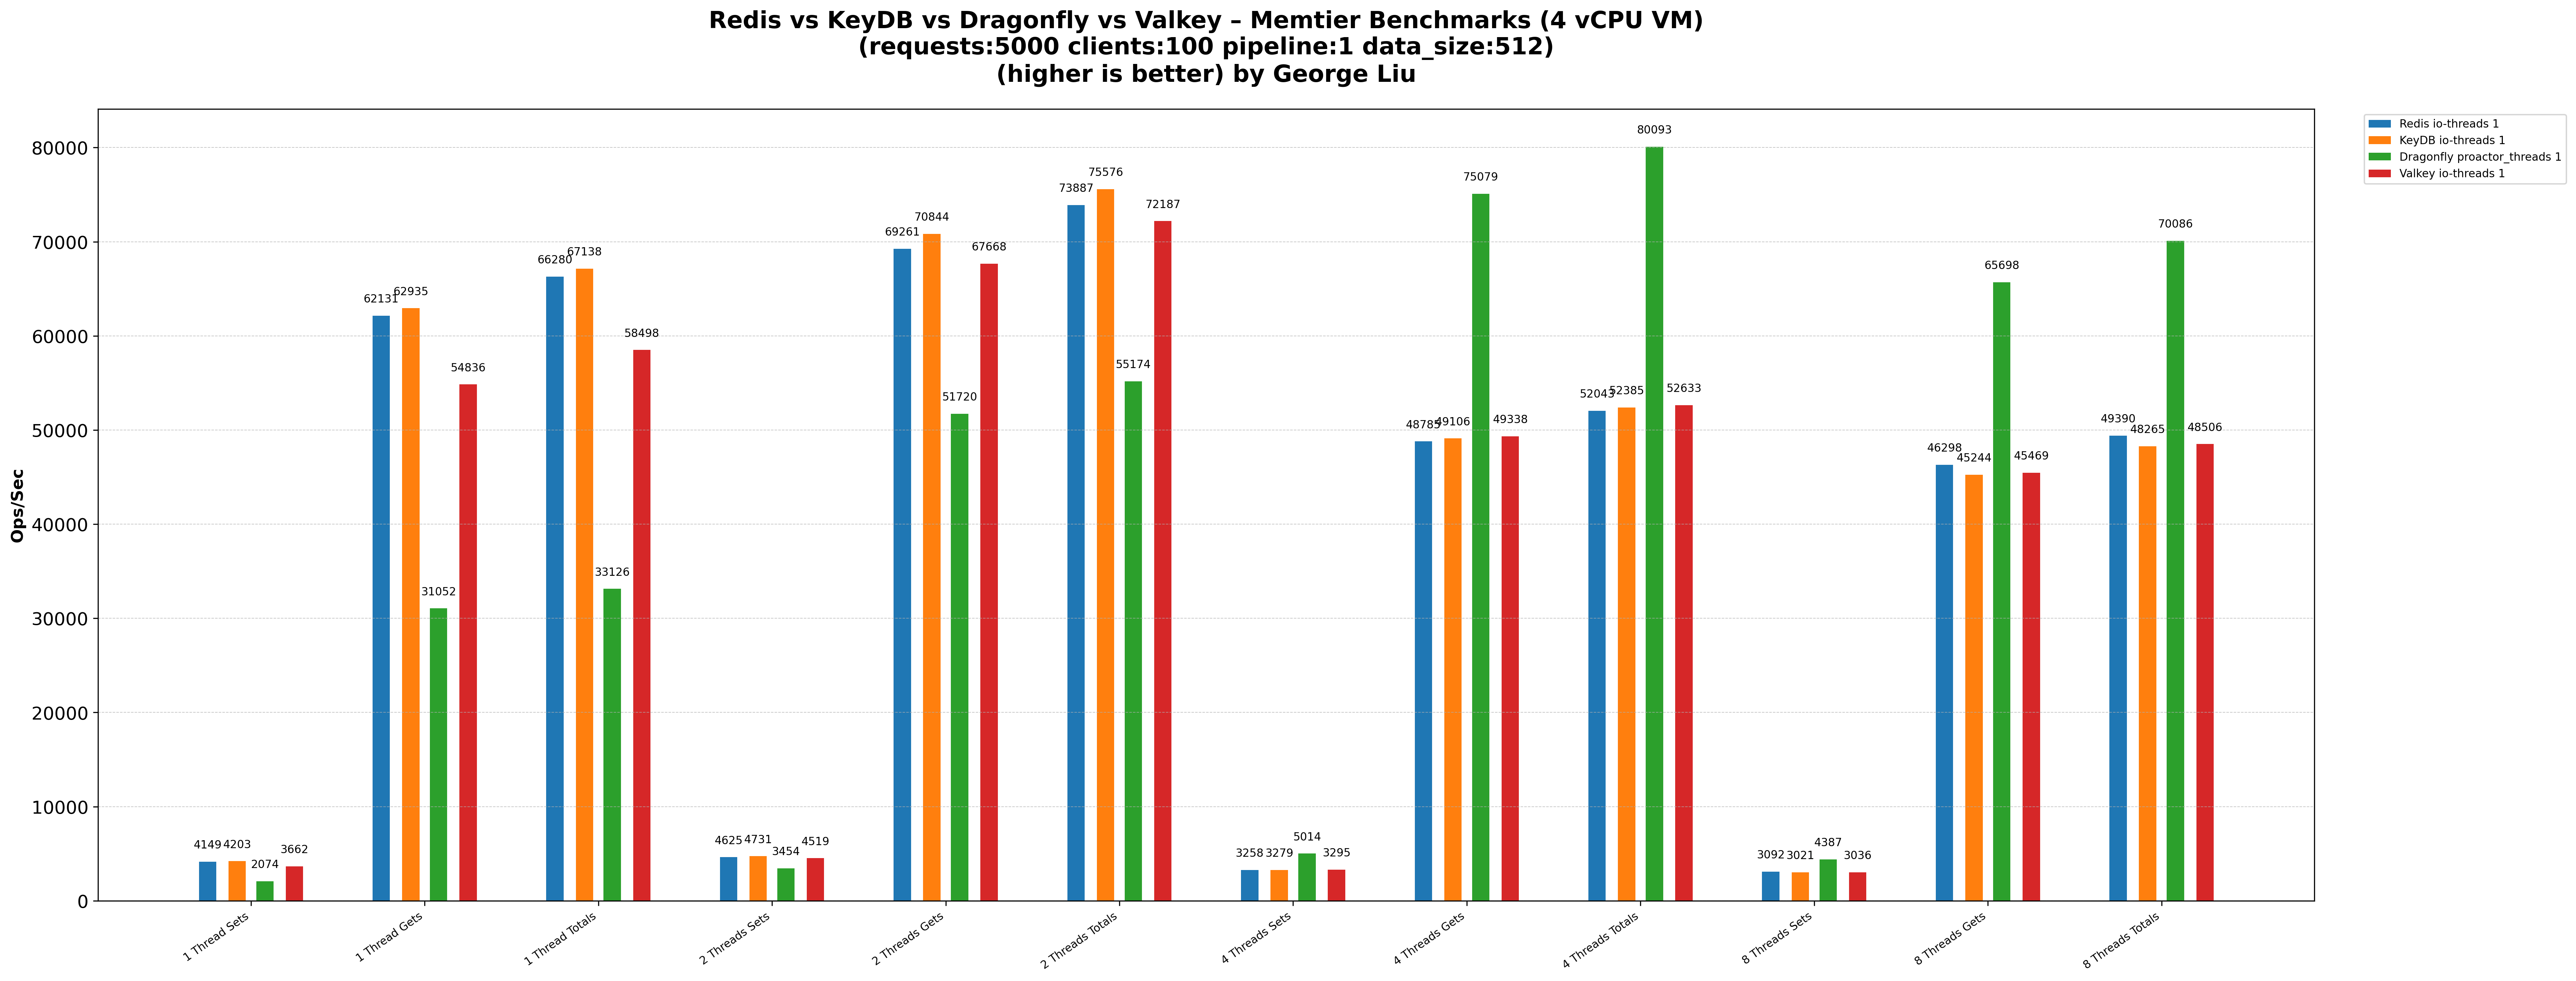 Redis vs KeyDB vs Dragonfly vs Valkey – Memtier Benchmarks (4 vCPU VM)
(requests:5000 clients:100 pipeline:1 data_size:512)
(higher is better) by George Liu
Redis io-threads 1
KeyDB io-threads 1
Dragonfly proactor_threads 1
Valkey io-threads 1
Ops/Sec
80000
70000
60000
50000
40000
30000
20000
10000
0
4149
4203
2074
3662
62131
62935
31052
54836
66280
67138
33126
58498
4625
4731
3454
4519
69261
70844
51720
67668
73887
75576
55174
72187
3258
3279
5014
3295
48785
49106
75079
49338
52043
52385
80093
52633
3092
3021
4387
3036
46298
45244
65698
45469
49390
48265
70086
48506
1 Thread Sets
1 Thread Gets
1 Thread Totals
2 Threads Sets
2 Threads Gets
2 Threads Totals
4 Threads Sets
4 Threads Gets
4 Threads Totals
8 Threads Sets
8 Threads Gets
8 Threads Totals